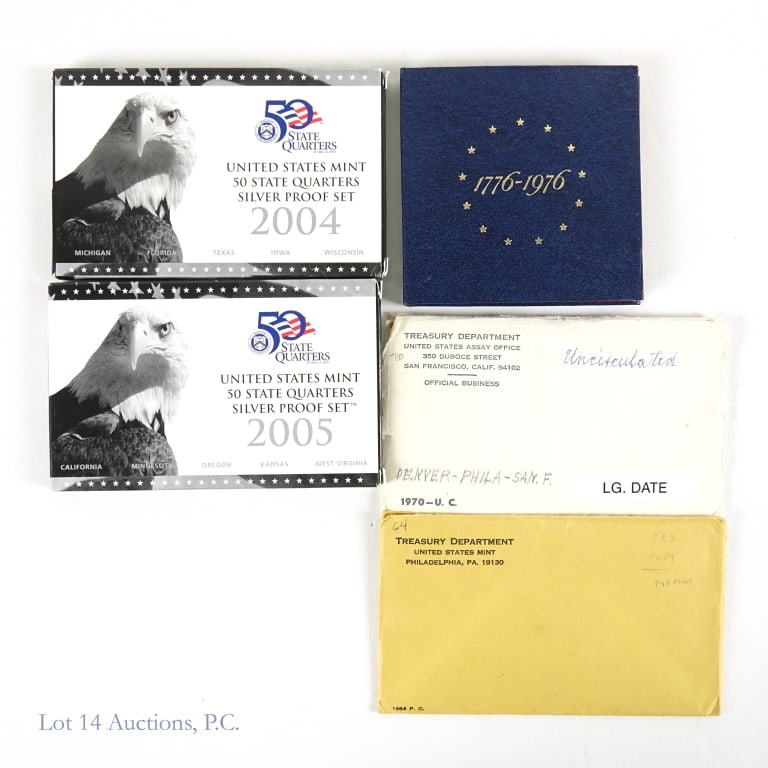 50
STATE
QUARTERS
UNITED STATES MINT
50 STATE QUARTERS
SILVER PROOF SET
2004
MICHIGAN FLORIDA TEXAS IOWA WISCONSIN
1776-1976
50
STATE
QUARTERS
UNITED STATES MINT
50 STATE QUARTERS
SILVER PROOF SET™
2005
CALIFORNIA MINNESOTA OREGON KANSAS WEST VIRGINIA
TREASURY DEPARTMENT
UNITED STATES ASSAY OFFICE
350 DUBOCE STREET
SAN FRANCISCO, CALIF. 94102
OFFICIAL BUSINESS
Uncirculated
DENVER-PHILA-SAN.F.
1970-U. C.
LG. DATE
64
TREASURY DEPARTMENT
UNITED STATES MINT
PHILADELPHIA, PA. 19130
1964 P. C.
Lot 14 Auctions, P.C.